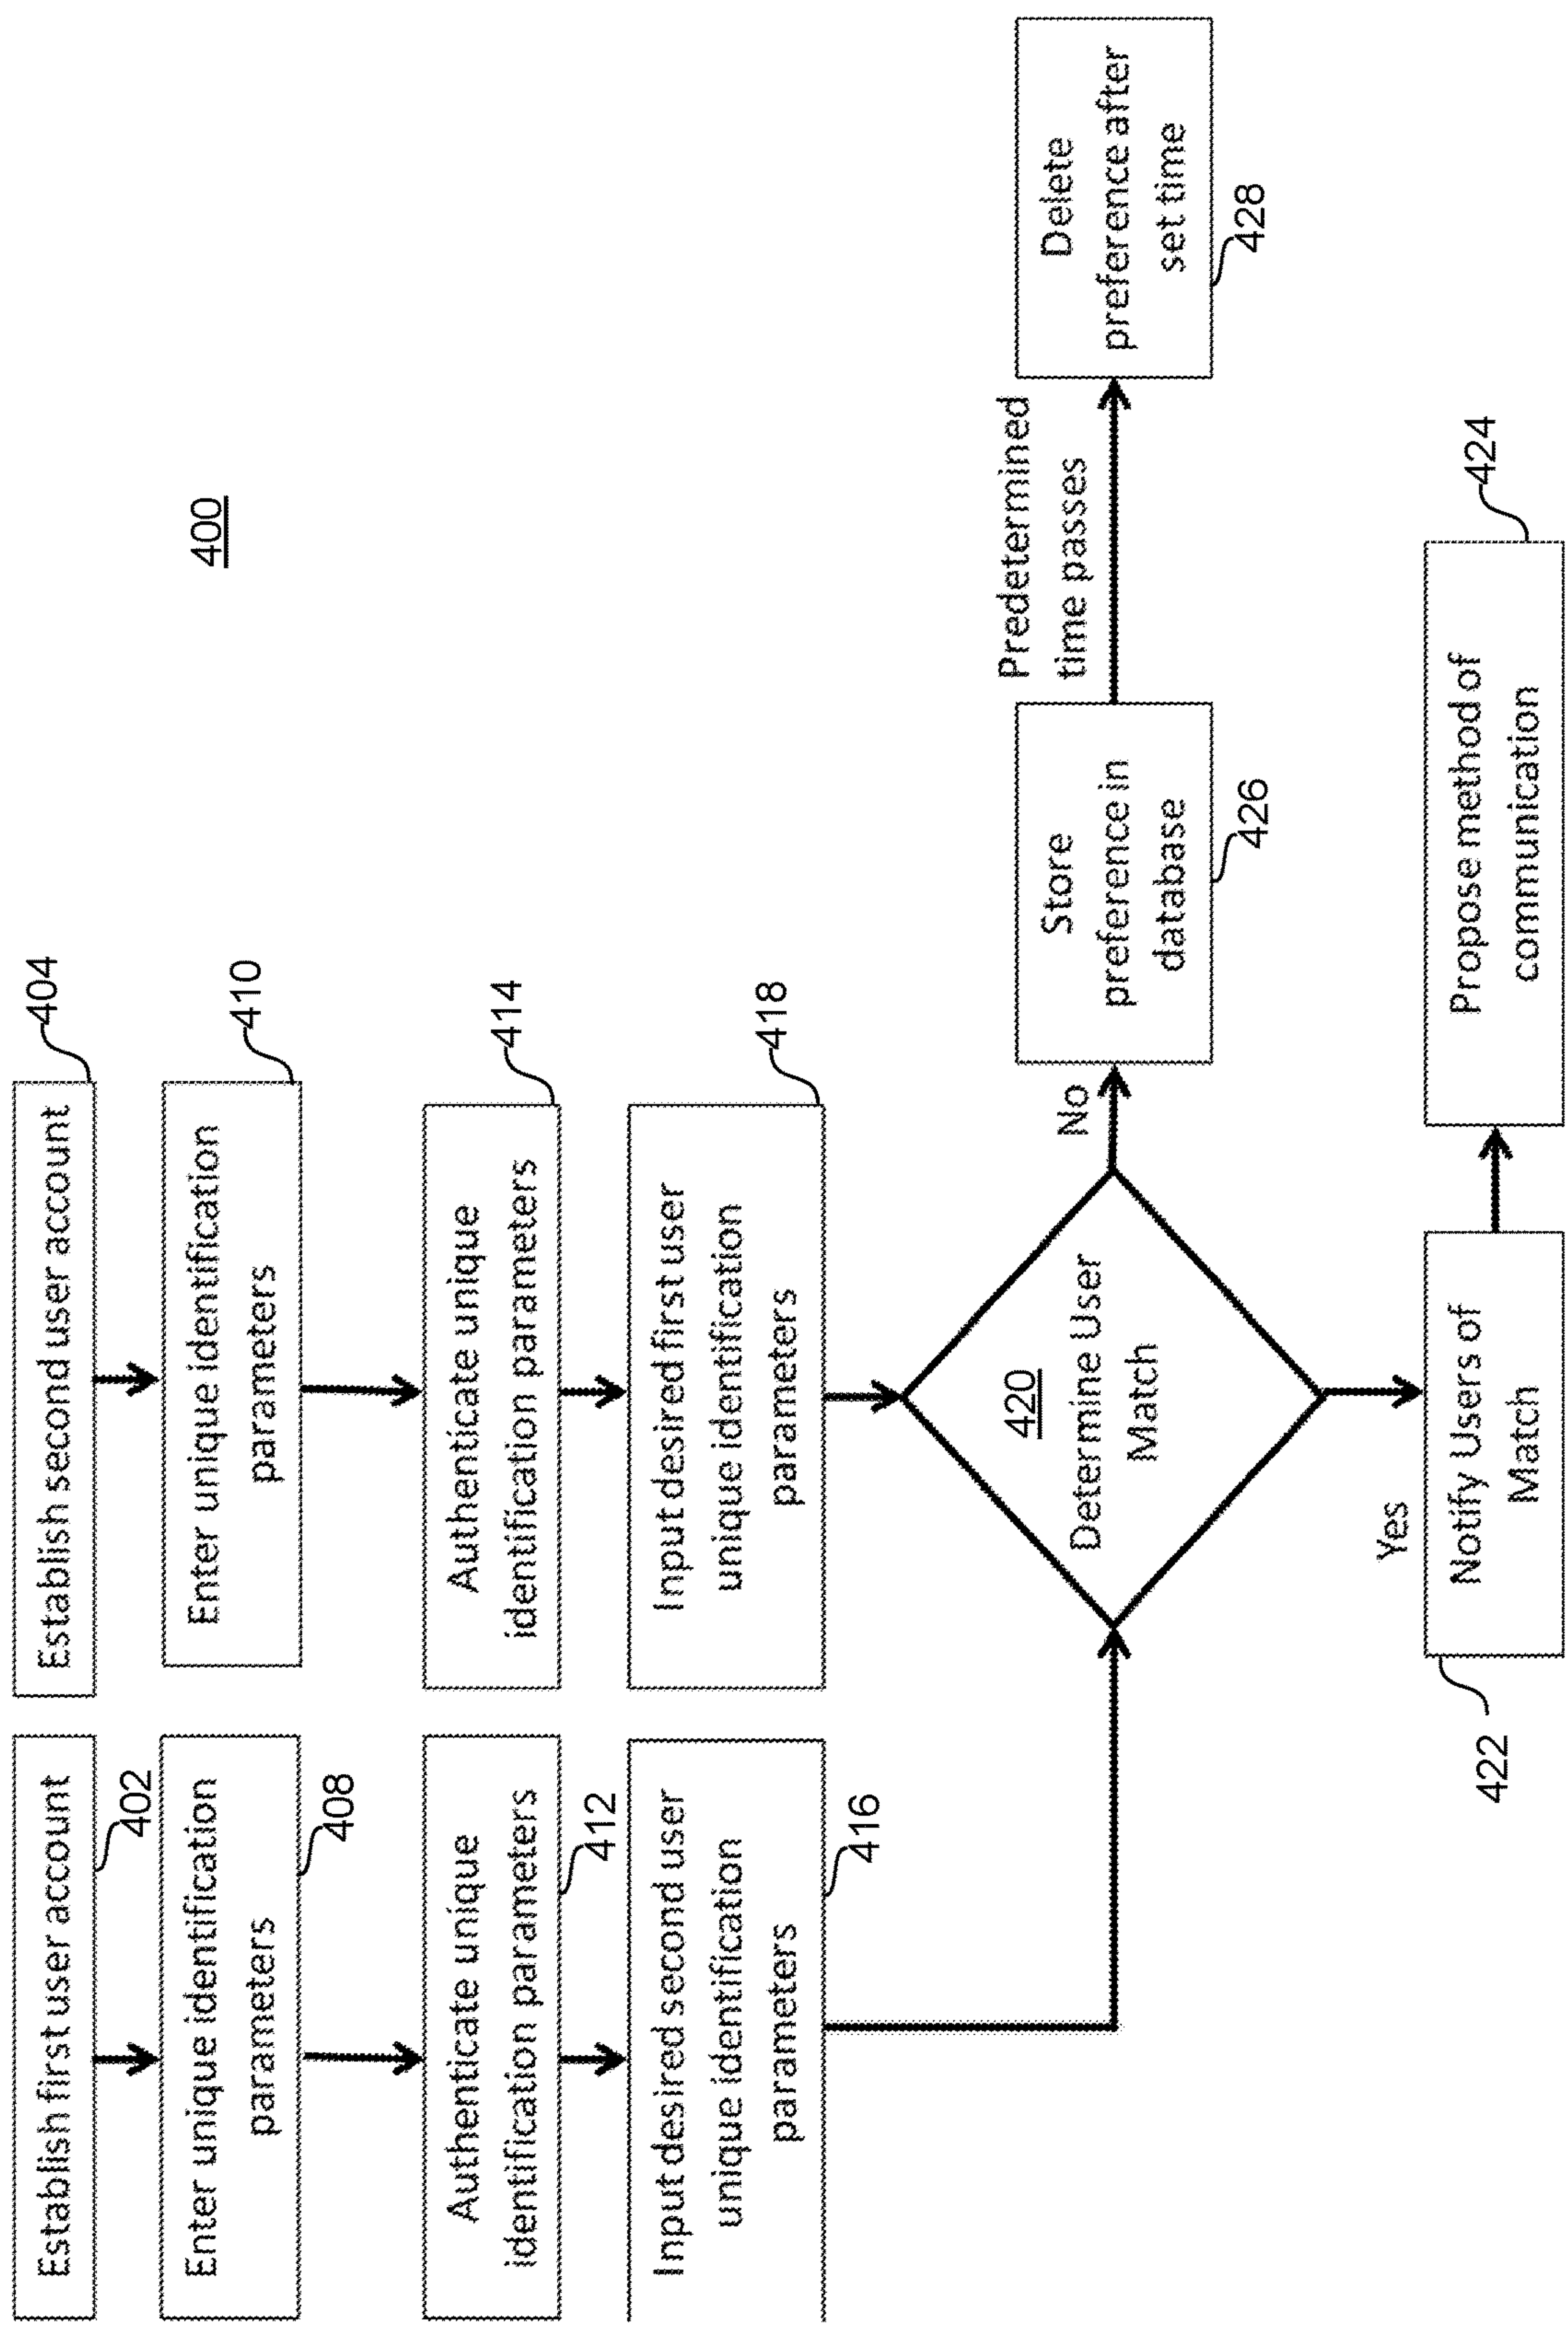 400
Establish first user account
402
Establish second user account
404
Enter unique identification
parameters
408
Enter unique identification
parameters
410
Authenticate unique
identification parameters
412
Authenticate unique
identification parameters
414
Input desired second user
unique identification
parameters
416
Input desired first user
unique identification
parameters
418
420
Determine User
Match
No
Store
preference in
database
426
Predetermined
time passes
Delete
preference after
set time
428
Yes
Notify Users of
Match
422
Propose method of
communication
424